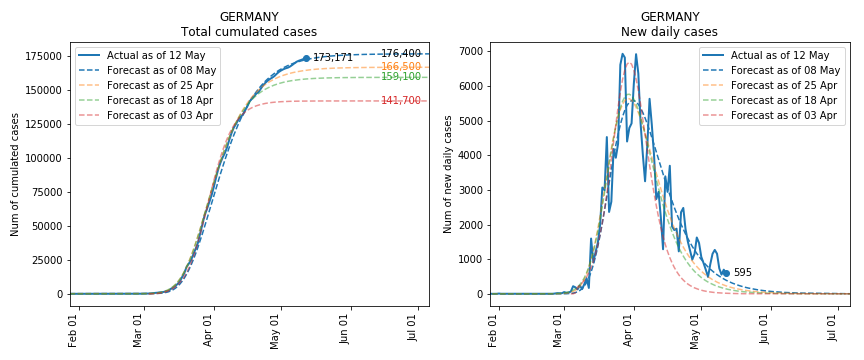 GERMANY
Total cumulated cases
Num of cumulated cases
175000
150000
125000
100000
75000
50000
25000
0
Actual as of 12 May
Forecast as of 08 May
Forecast as of 25 Apr
Forecast as of 18 Apr
Forecast as of 03 Apr
173,171
176,400
166,500
159,100
141,700
Feb 01
Mar 01
Apr 01
May 01
Jun 01
Jul 01
GERMANY
New daily cases
Num of new daily cases
7000
6000
5000
4000
3000
2000
1000
0
Actual as of 12 May
Forecast as of 08 May
Forecast as of 25 Apr
Forecast as of 18 Apr
Forecast as of 03 Apr
595
Feb 01
Mar 01
Apr 01
May 01
Jun 01
Jul 01